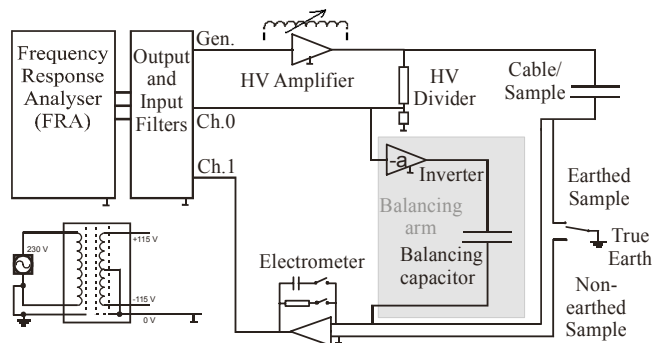 Frequency
Response
Analyser
(FRA)
Output
and
Input
Filters
Gen.
HV Amplifier
HV
Divider
Cable/
Sample
Ch.0
Ch.1
-a
Inverter
Balancing
arm
Balancing
capacitor
Earthed
Sample
True
Earth
Non-
earthed
Sample
Electrometer
230 V
+115 V
-115 V
0 V